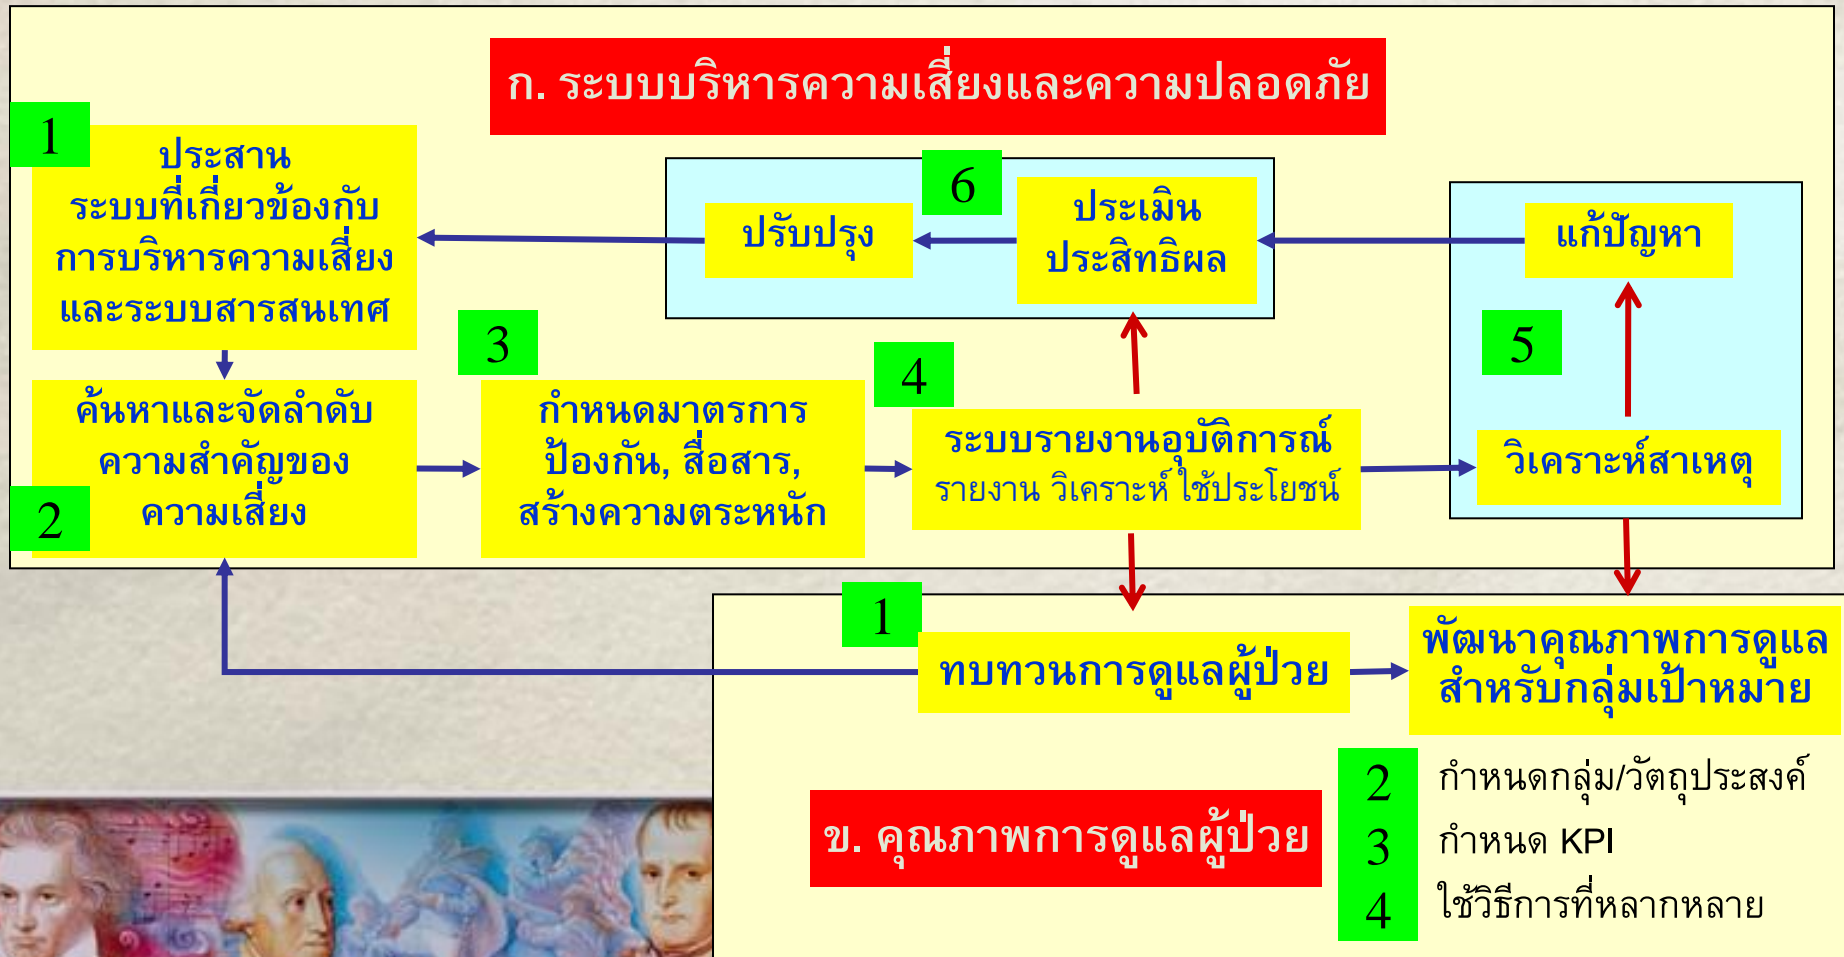 ก. ระบบบริหารความเสี่ยงและความปลอดภัย
1
ประสาน
ระบบที่เกี่ยวข้องกับ
การบริหารความเสี่ยง
และระบบสารสนเทศ
6
ปรับปรุง
ประเมิน
ประสิทธิผล
แก้ปัญหา
5
วิเคราะห์สาเหตุ
2
ค้นหาและจัดลำดับ
ความสำคัญของ
ความเสี่ยง
3
กำหนดมาตรการ
ป้องกัน, สื่อสาร,
สร้างความตระหนัก
4
ระบบรายงานอุบัติการณ์
รายงาน วิเคราะห์ ใช้ประโยชน์
1
ทบทวนการดูแลผู้ป่วย
พัฒนาคุณภาพการดูแล
สำหรับกลุ่มเป้าหมาย
ข. คุณภาพการดูแลผู้ป่วย
2 กำหนดกลุ่ม/วัตถุประสงค์
3 กำหนด KPI
4 ใช้วิธีการที่หลากหลาย